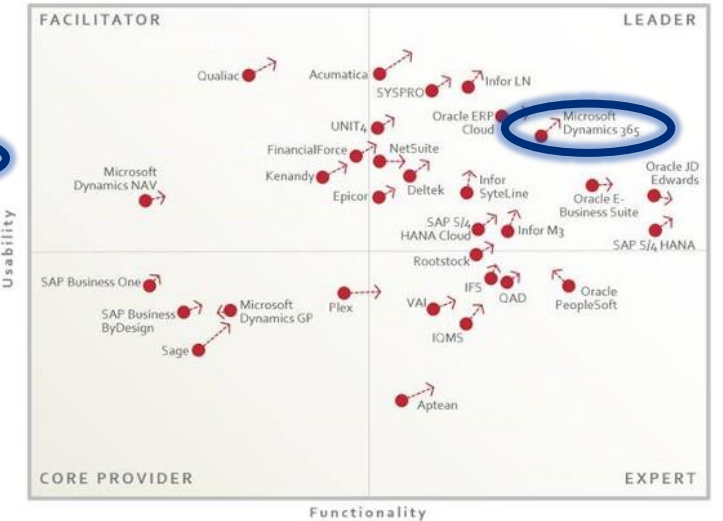 FACILITATOR
LEADER
Qualiac
Acumatica
SYSPRO
Infor LN
Oracle ERP
Cloud
Microsoft
Dynamics 365
UNIT4
FinancialForce
NetSuite
Kenandy
Deltek
Epicor
Microsoft
Dynamics NAV
Infor
SyteLine
Oracle E-
Business Suite
Oracle JD
Edwards
SAP S/4
HANA Cloud
Infor M3
SAP S/4 HANA
Usability
Rootstock
SAP Business One
SAP Business
ByDesign
Microsoft
Dynamics GP
Sage
Plex
VAI
IFS
QAD
Oracle
PeopleSoft
IQMS
Aptean
CORE PROVIDER
EXPERT
Functionality